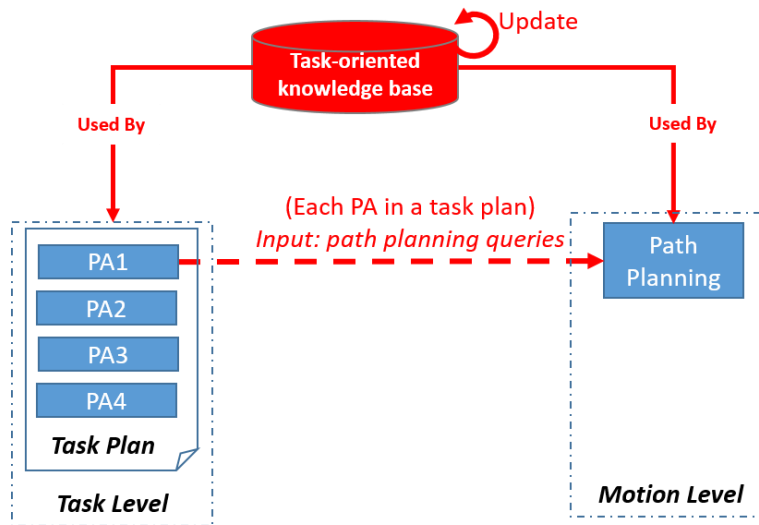 Update
Task-oriented
knowledge base
Used By
Used By
(Each PA in a task plan)
Input: path planning queries
PA1
PA2
PA3
PA4
Task Plan
Task Level
Path
Planning
Motion Level